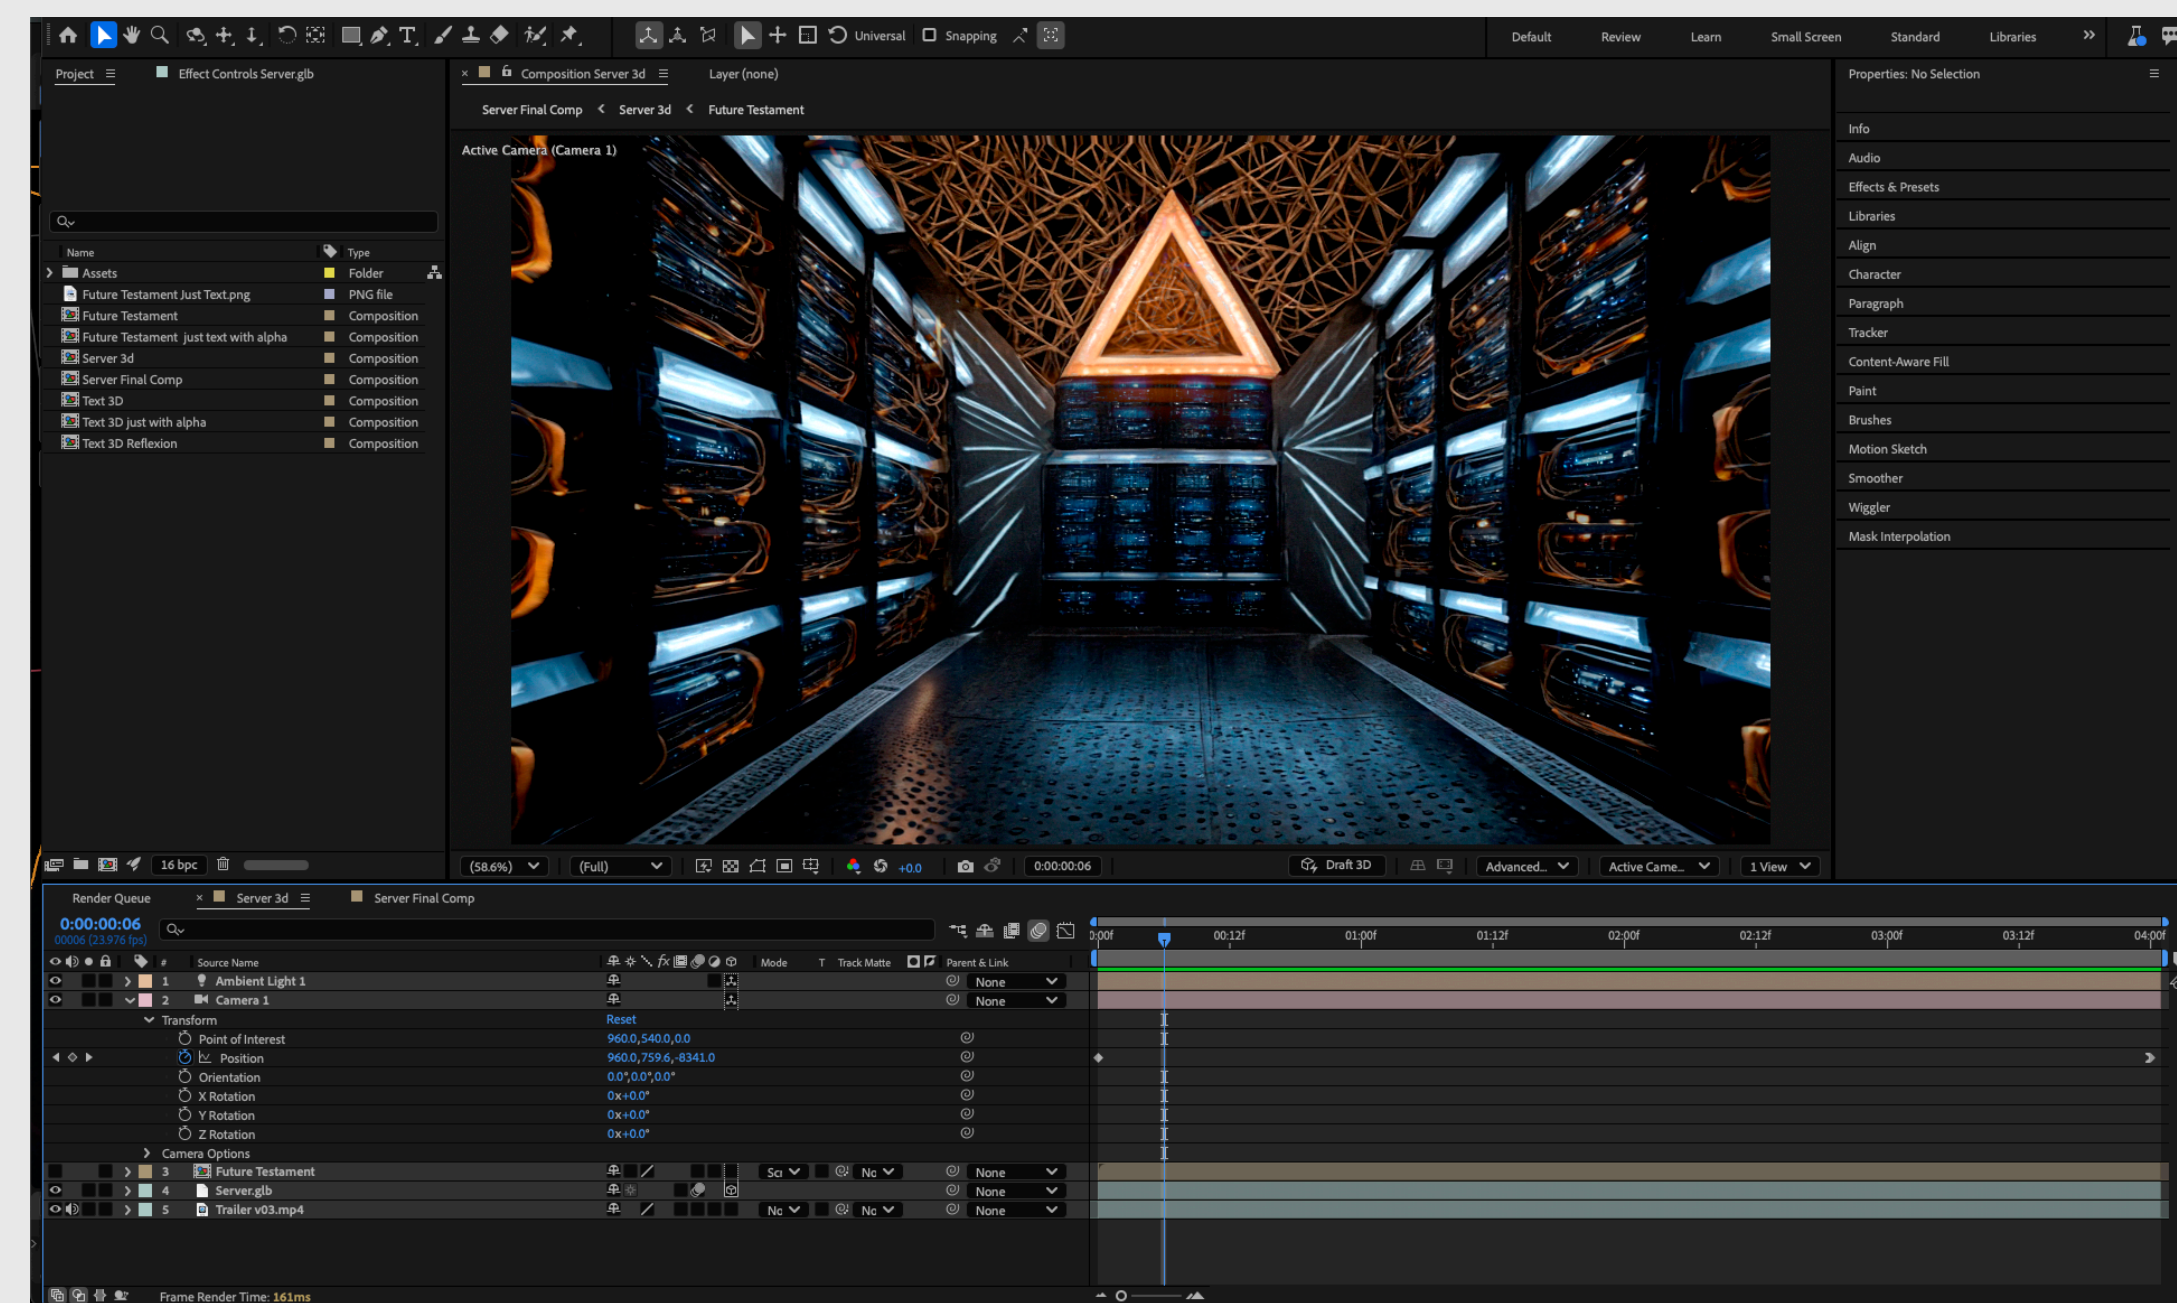 Universal Snapping Default Review Learn Small Screen Standard Libraries
Project Effect Controls Server.glb
Composition Server 3d Layer (none)
Properties: No Selection
Server Final Comp Server 3d Future Testament
Active Camera (Camera 1)
Info
Audio
Effects & Presets
Libraries
Align
Character
Paragraph
Tracker
Content-Aware Fill
Paint
Brushes
Motion Sketch
Smoother
Wiggler
Mask Interpolation
Name Type
Assets Folder
Future Testament Just Text.png PNG file
Future Testament Composition
Future Testament just text with alpha Composition
Server 3d Composition
Server Final Comp Composition
Text 3D Composition
Text 3D just with alpha Composition
Text 3D Reflexion Composition
16 bpc
(58.6%) (Full) +0.0 0:00:00:06 Draft 3D Advanced... Active Came... 1 View
Render Queue Server 3d Server Final Comp
0:00:00:06
00006 (23.976 fps)
0:00f 00:12f 01:00f 01:12f 02:00f 02:12f 03:00f 03:12f 04:00f
# Source Name fx Mode T Track Matte Parent & Link
1 Ambient Light 1 None
2 Camera 1 None
Transform Reset
Point of Interest 960.0,540.0,0.0
Position 960.0,759.6,-8341.0
Orientation 0.0°,0.0°,0.0°
X Rotation 0x+0.0°
Y Rotation 0x+0.0°
Z Rotation 0x+0.0°
Camera Options
3 Future Testament Scr Nc None
4 Server.glb None
5 Trailer v03.mp4 Nc Nc None
Frame Render Time: 161ms